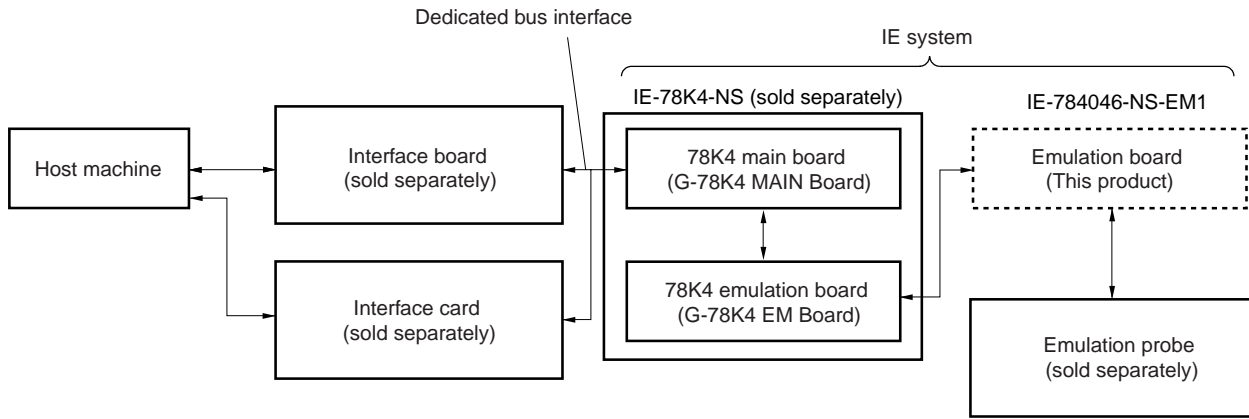 Dedicated bus interface
IE system
IE-78K4-NS (sold separately)
IE-784046-NS-EM1
Host machine
Interface board
(sold separately)
78K4 main board
(G-78K4 MAIN Board)
Emulation board
(This product)
Interface card
(sold separately)
78K4 emulation board
(G-78K4 EM Board)
Emulation probe
(sold separately)